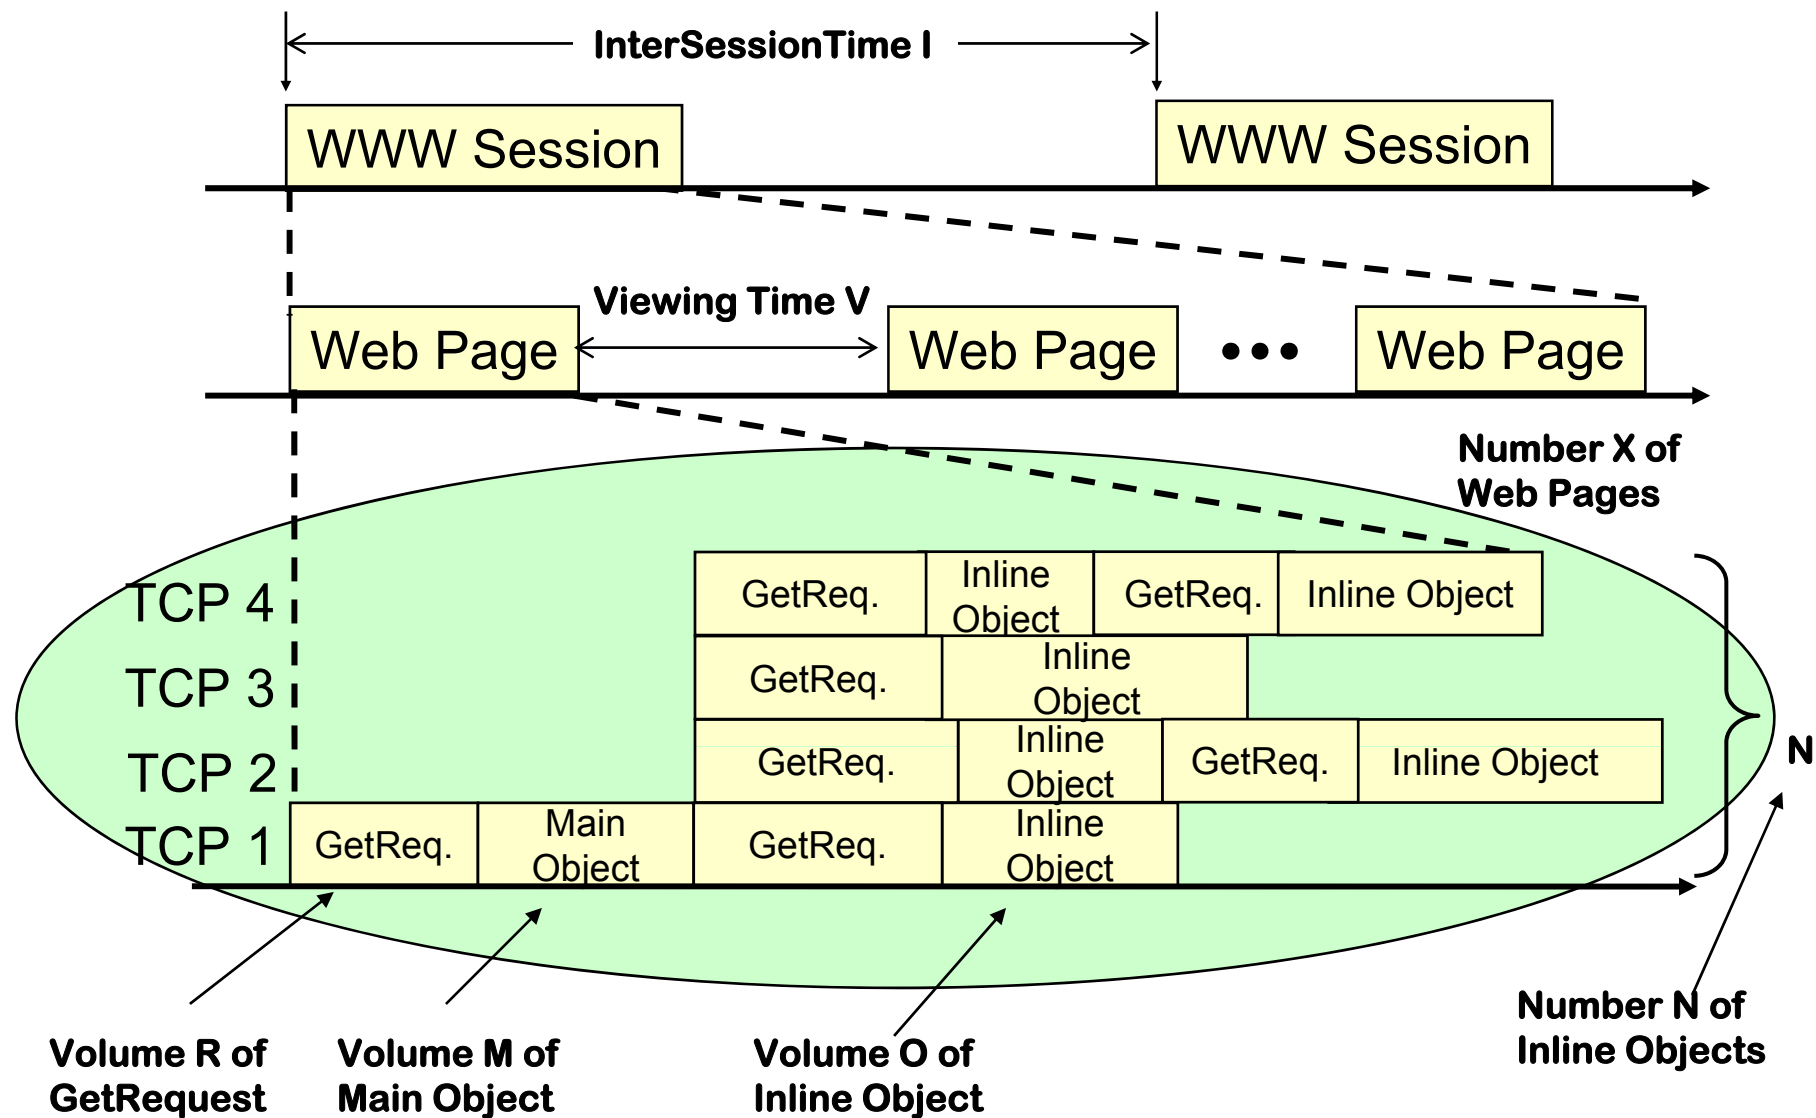 InterSessionTime I
WWW Session
WWW Session
Viewing Time V
Web Page
Web Page
•••
Web Page
Number X of
Web Pages
TCP 4
GetReq.
Inline
Object
GetReq.
Inline Object
TCP 3
GetReq.
Inline
Object
TCP 2
GetReq.
Inline
Object
GetReq.
Inline Object
N
TCP 1
GetReq.
Main
Object
GetReq.
Inline
Object
Volume R of
GetRequest
Volume M of
Main Object
Volume O of
Inline Object
Number N of
Inline Objects